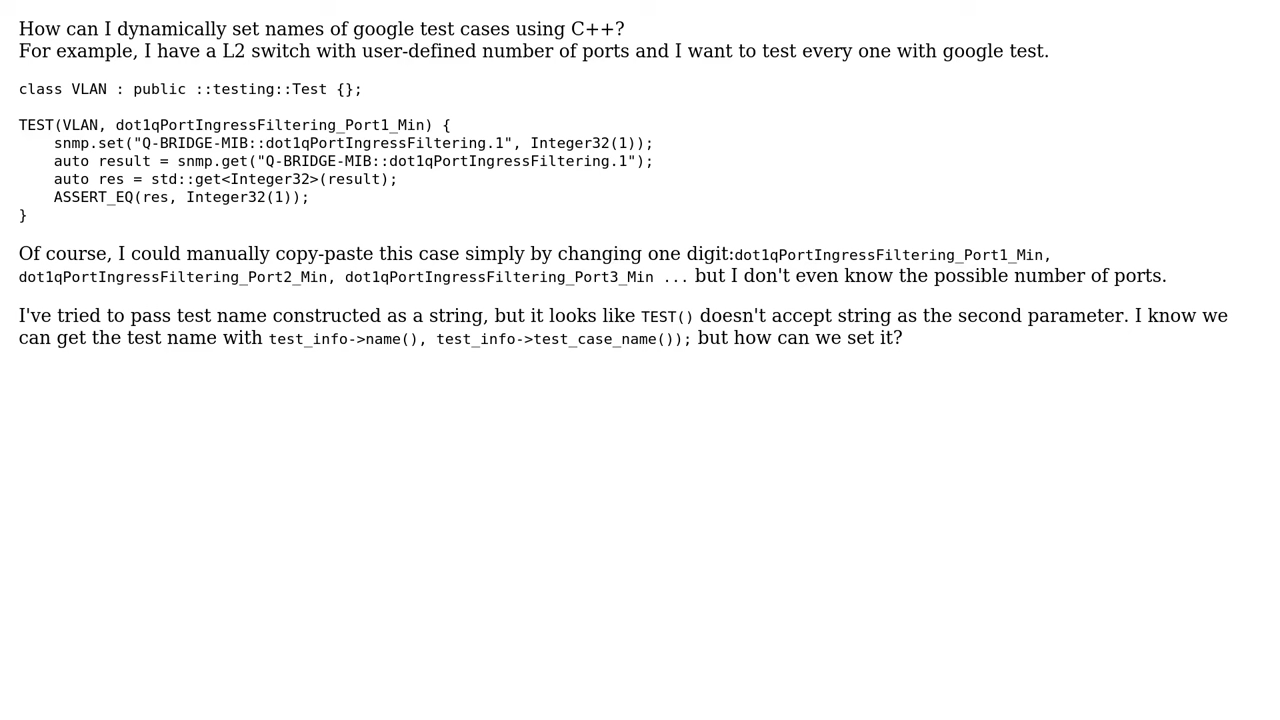 How can I dynamically set names of google test cases using C++?
For example, I have a L2 switch with user-defined number of ports and I want to test every one with google test.
class VLAN : public ::testing::Test {};
TEST(VLAN, dot1qPortIngressFiltering_Port1_Min) {
    snmp.set("Q-BRIDGE-MIB::dot1qPortIngressFiltering.1", Integer32(1));
    auto result = snmp.get("Q-BRIDGE-MIB::dot1qPortIngressFiltering.1");
    auto res = std::get<Integer32>(result);
    ASSERT_EQ(res, Integer32(1));
}
Of course, I could manually copy-paste this case simply by changing one digit:dot1qPortIngressFiltering_Port1_Min,
dot1qPortIngressFiltering_Port2_Min, dot1qPortIngressFiltering_Port3_Min ... but I don't even know the possible number of ports.
I've tried to pass test name constructed as a string, but it looks like TEST() doesn't accept string as the second parameter. I know we
can get the test name with test_info->name(), test_info->test_case_name()); but how can we set it?